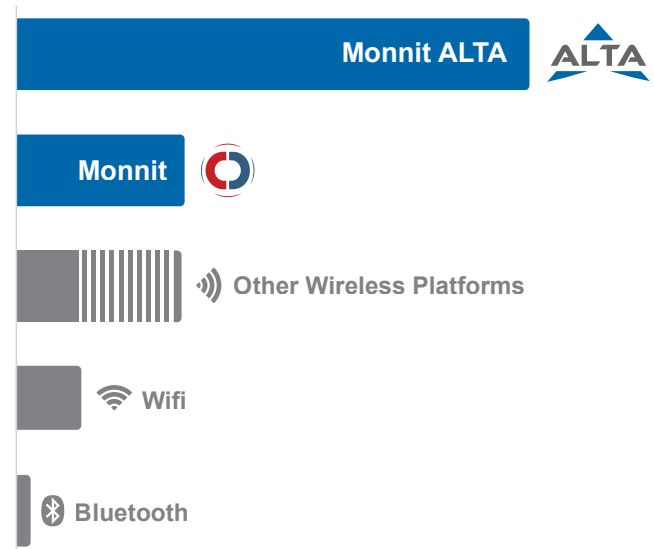 Monnit ALTA
ALTA
Monnit
Other Wireless Platforms
Wifi
Bluetooth